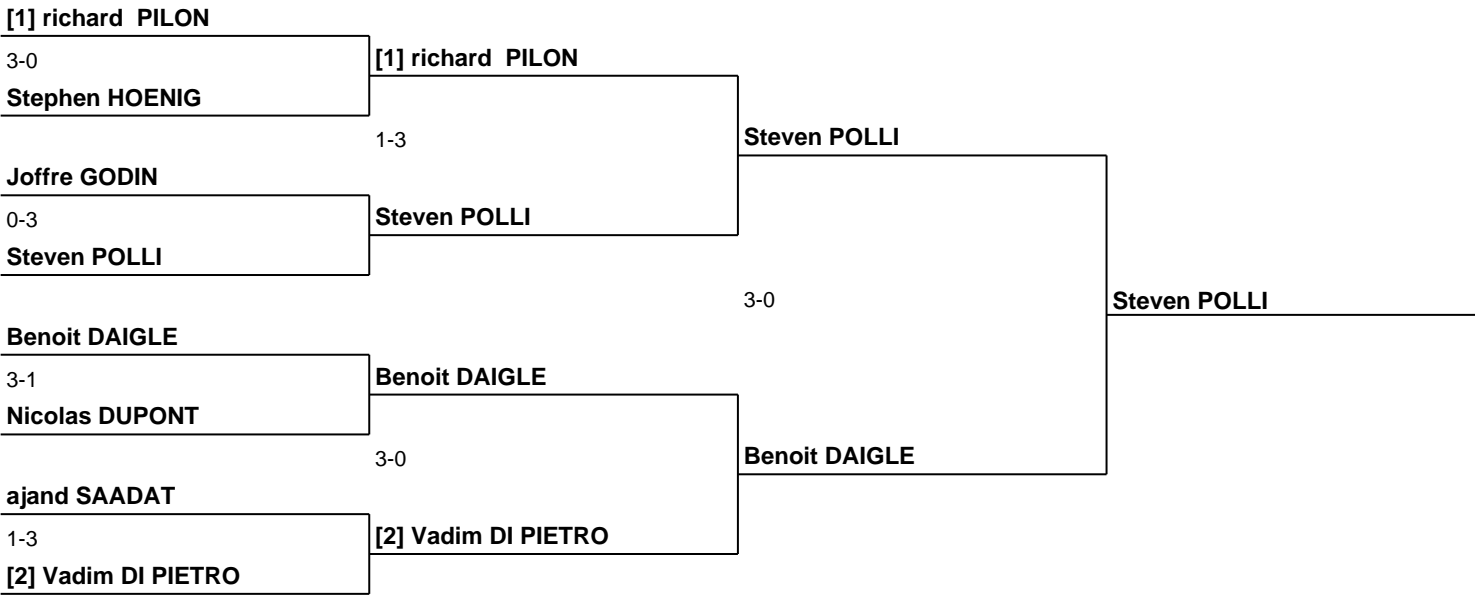 [1] richard  PILON
3-0
[1] richard  PILON
Stephen HOENIG
1-3
Steven POLLI
Joffre GODIN
0-3
Steven POLLI
Steven POLLI
3-0
Steven POLLI
Benoit DAIGLE
3-1
Benoit DAIGLE
Nicolas DUPONT
3-0
Benoit DAIGLE
ajand SAADAT
1-3
[2] Vadim DI PIETRO
[2] Vadim DI PIETRO